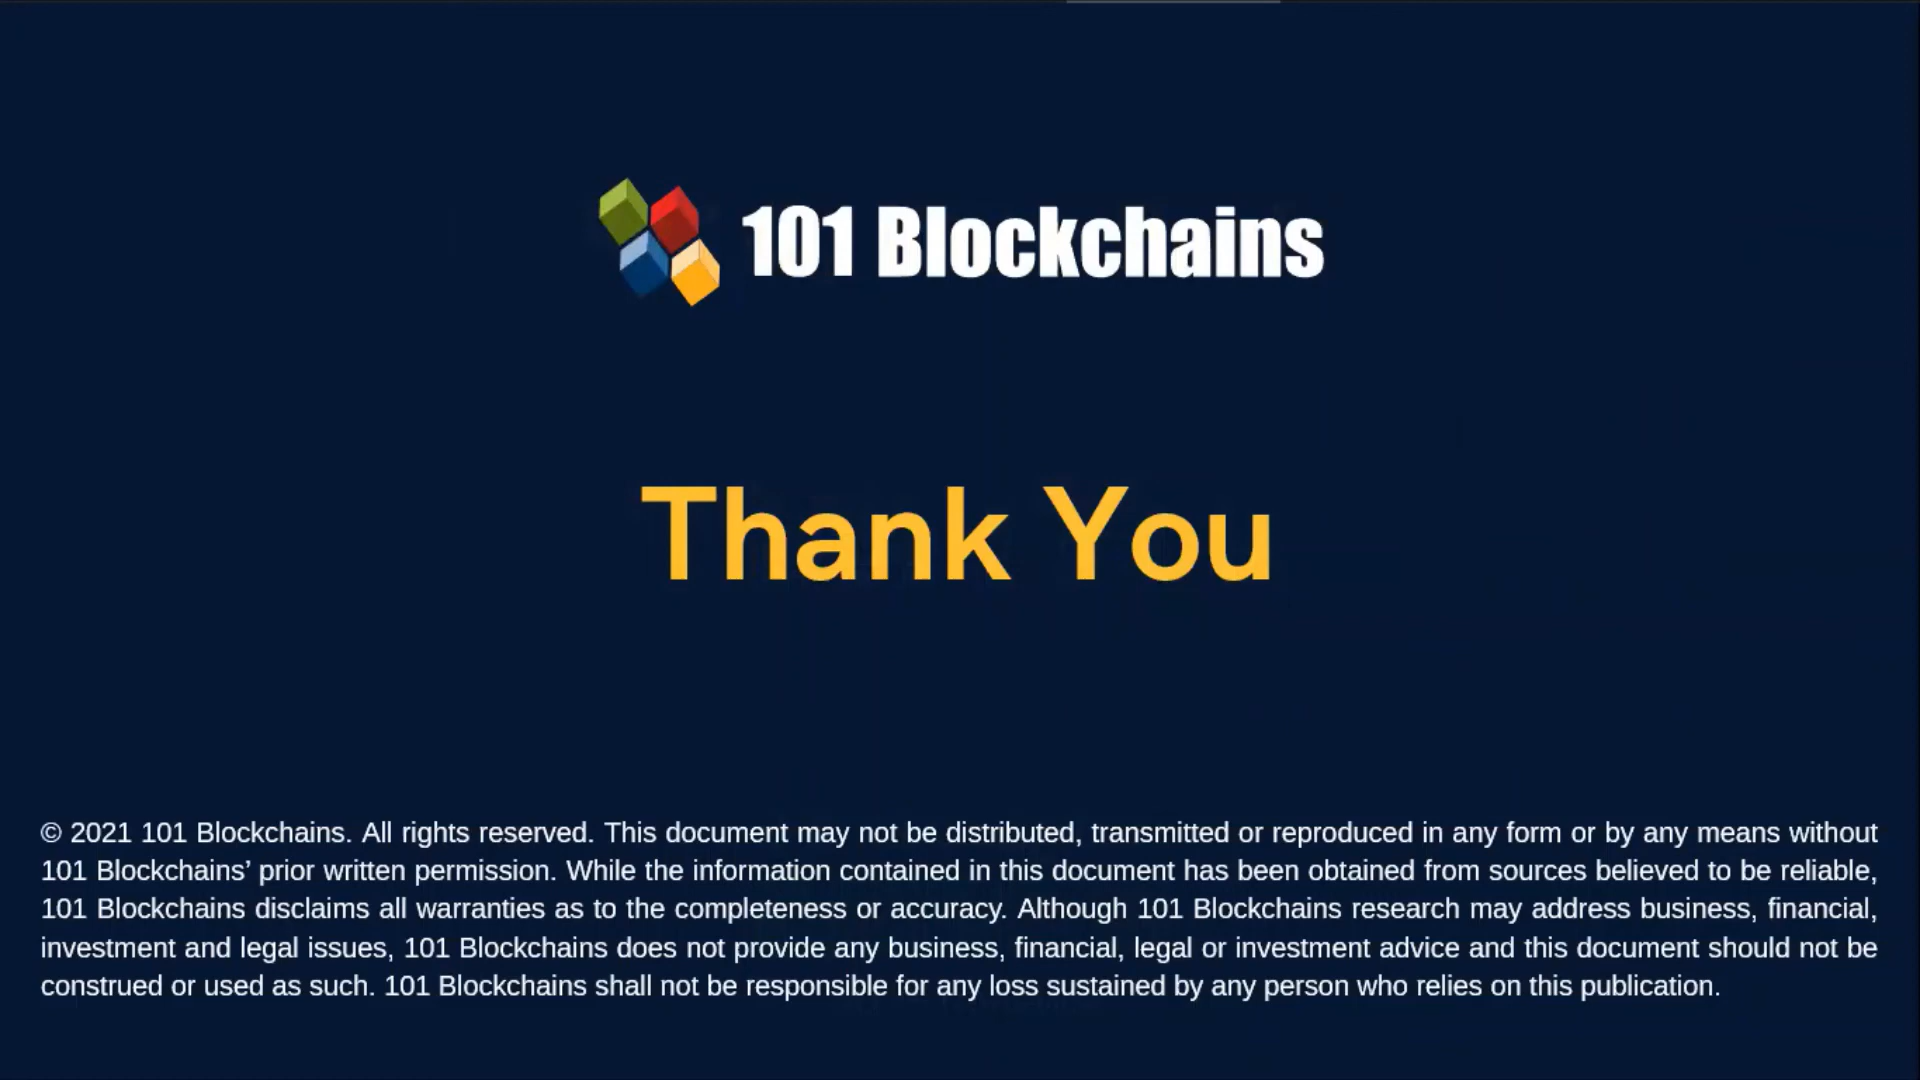 101 Blockchains
Thank You
© 2021 101 Blockchains. All rights reserved. This document may not be distributed, transmitted or reproduced in any form or by any means without
101 Blockchains’ prior written permission. While the information contained in this document has been obtained from sources believed to be reliable,
101 Blockchains disclaims all warranties as to the completeness or accuracy. Although 101 Blockchains research may address business, financial,
investment and legal issues, 101 Blockchains does not provide any business, financial, legal or investment advice and this document should not be
construed or used as such. 101 Blockchains shall not be responsible for any loss sustained by any person who relies on this publication.